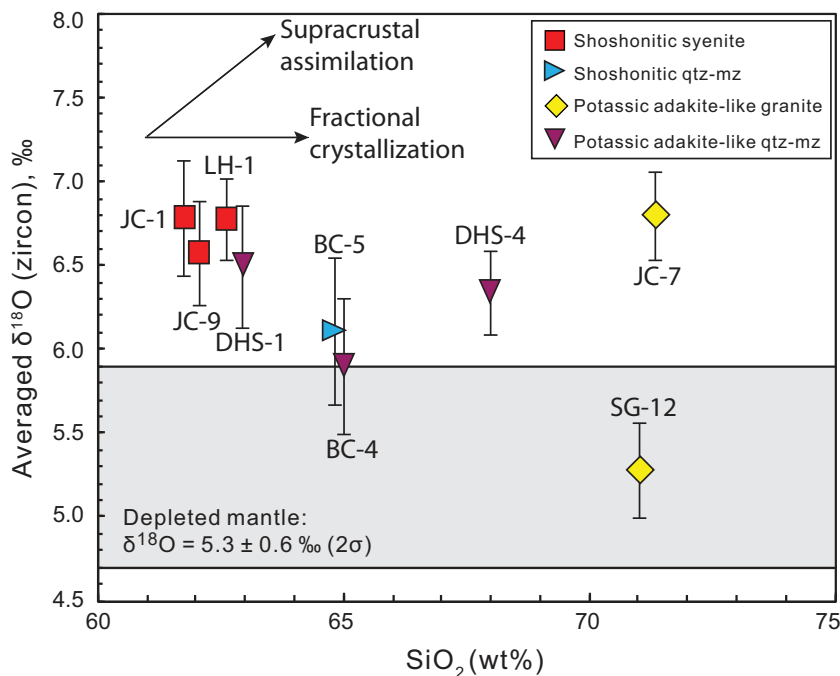 8.0
7.5
7.0
6.5
6.0
5.5
5.0
4.5
Averaged δ¹⁸O (zircon), ‰
Supracrustal
assimilation
Fractional
crystallization
Shoshonitic syenite
Shoshonitic qtz-mz
Potassic adakite-like granite
Potassic adakite-like qtz-mz
LH-1
JC-1
JC-9
DHS-1
BC-5
BC-4
DHS-4
JC-7
SG-12
Depleted mantle:
δ¹⁸O = 5.3 ± 0.6 ‰ (2σ)
60
65
70
75
SiO₂ (wt%)